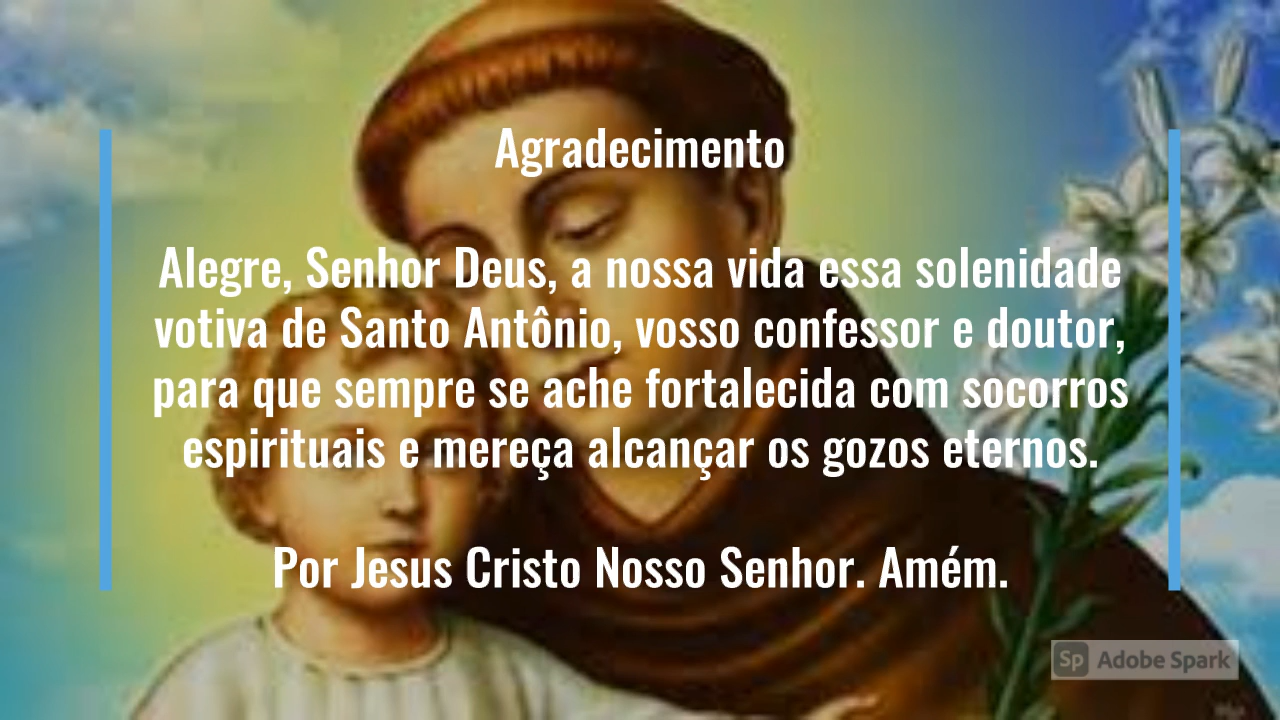 Agradecimento
Alegre, Senhor Deus, a nossa vida essa solenidade
votiva de Santo Antônio, vosso confessor e doutor,
para que sempre se ache fortalecida com socorros
espirituais e mereça alcançar os gozos eternos.
Por Jesus Cristo Nosso Senhor. Amém.
Sp Adobe Spark